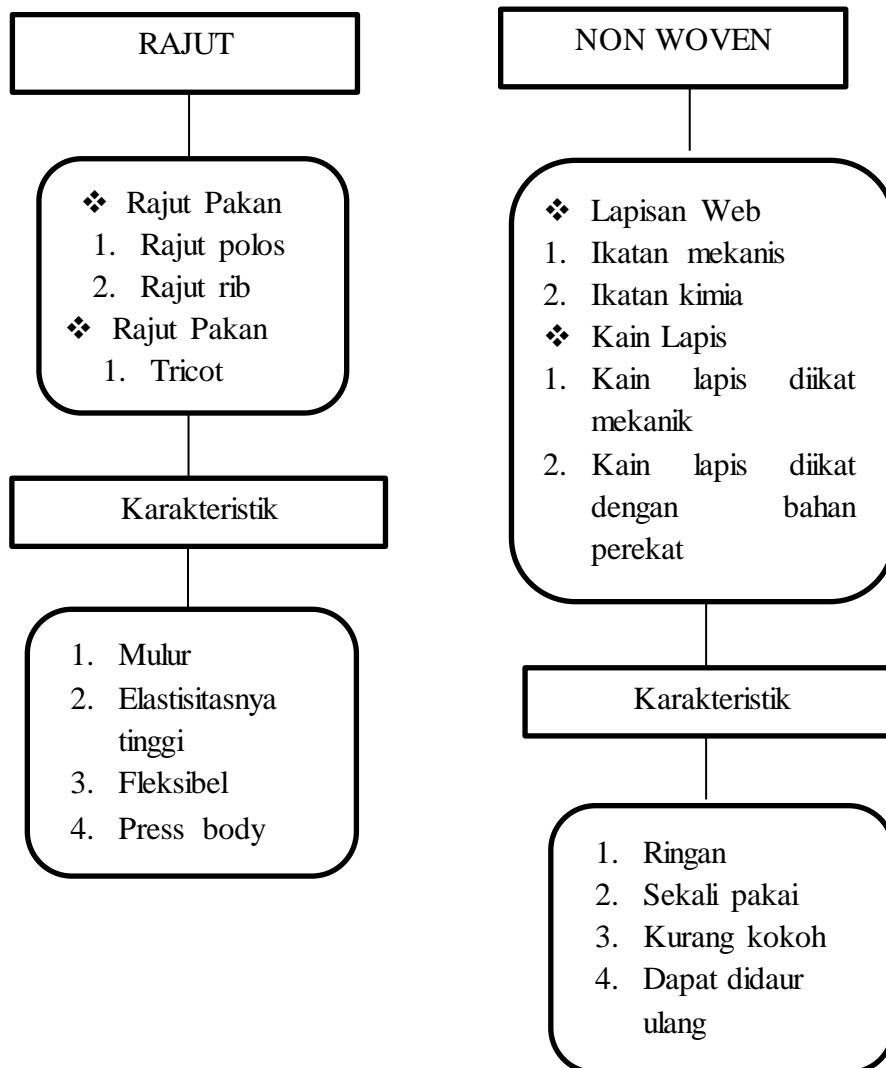 RAJUT
❖ Rajut Pakan
1. Rajut polos
2. Rajut rib
❖ Rajut Pakan
1. Tricot
Karakteristik
1. Mulur
2. Elastisitasnya
tinggi
3. Fleksibel
4. Press body
NON WOVEN
❖ Lapisan Web
1. Ikatan mekanis
2. Ikatan kimia
❖ Kain Lapis
1. Kain lapis diikat
mekanik
2. Kain lapis diikat
dengan bahan
perekat
Karakteristik
1. Ringan
2. Sekali pakai
3. Kurang kokoh
4. Dapat didaur
ulang